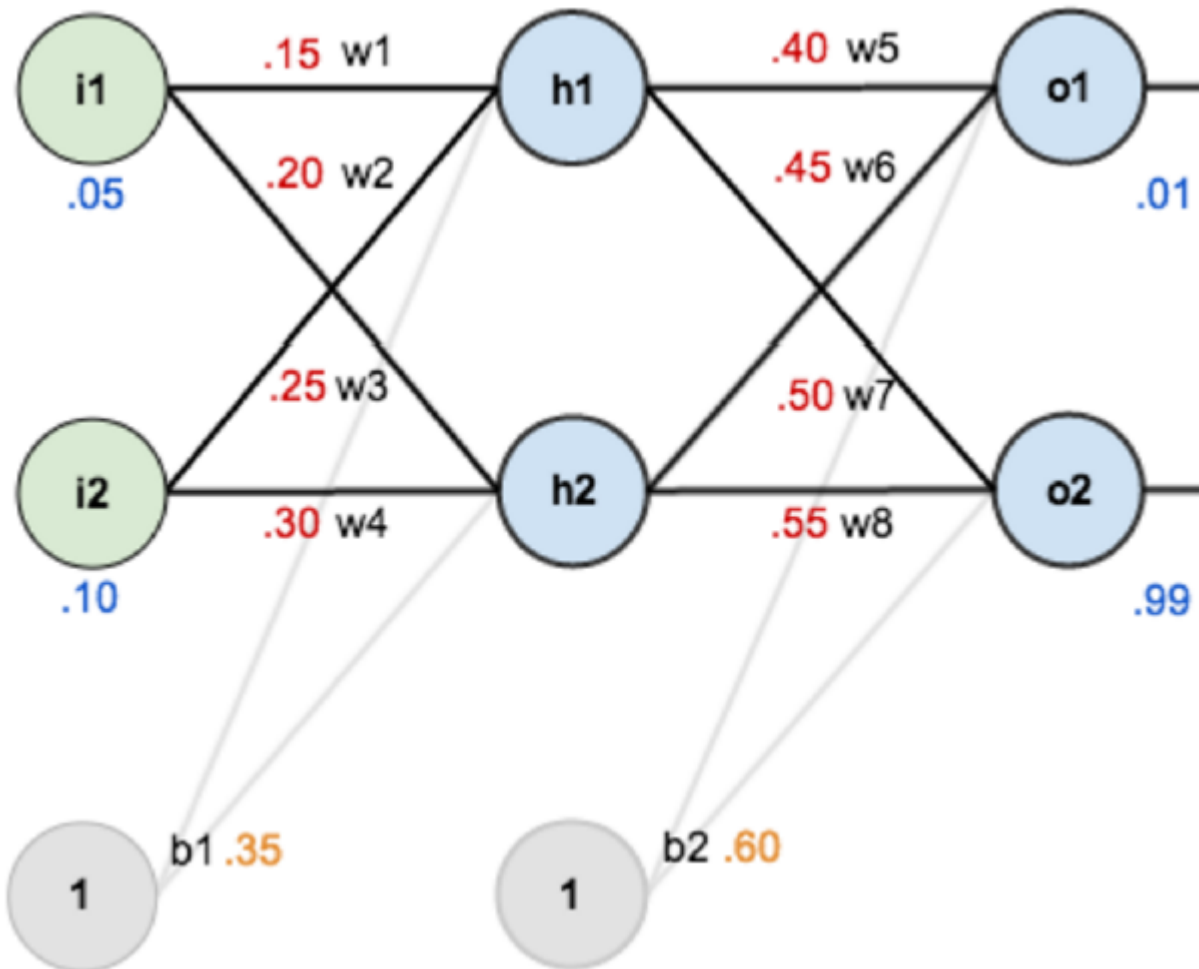 i1
.15 w1
h1
.40 w5
o1
.05
.20 w2
.45 w6
.01
.25 w3
.50 w7
i2
.30 w4
h2
.55 w8
o2
.10
.99
1
b1 .35
1
b2 .60